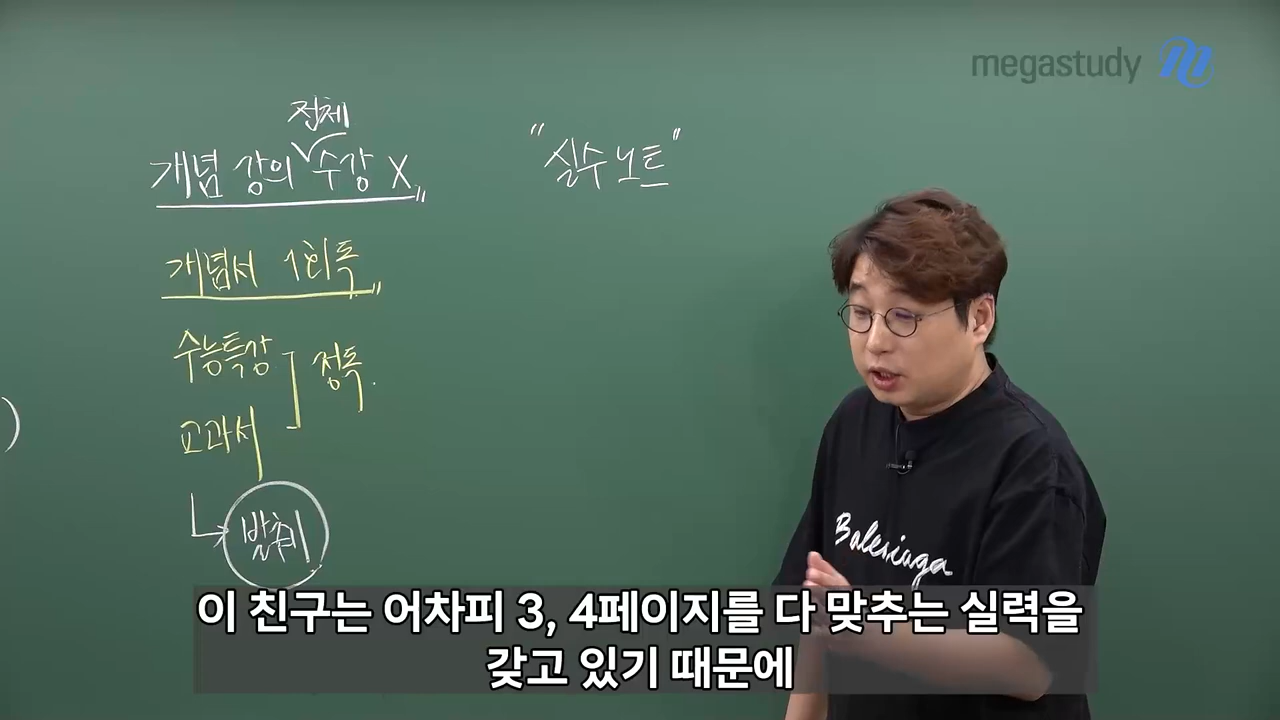 megastudy
전체
개념 강의 수강 X
"실수노트"
개념서 1회독
수능특강
정독.
교과서
발췌
Balenciaga
이 친구는 어차피 3, 4페이지를 다 맞추는 실력을
갖고 있기 때문에